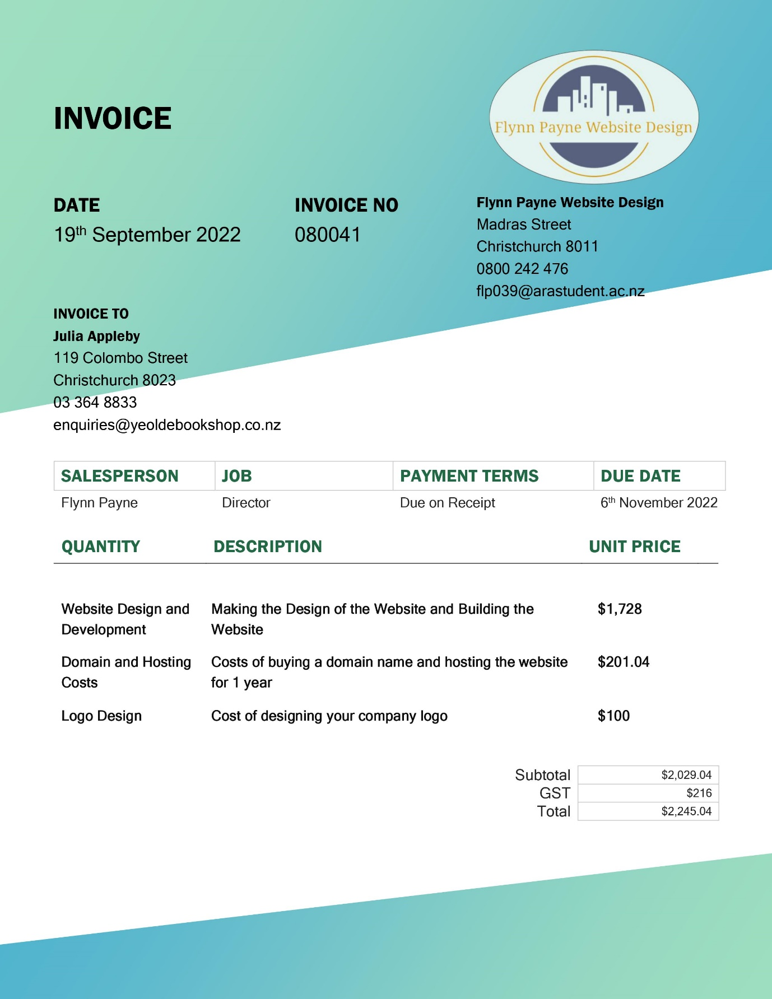 Flynn Payne Website Design
INVOICE
DATE
19th September 2022
INVOICE NO
080041
Flynn Payne Website Design
Madras Street
Christchurch 8011
0800 242 476
flp039@arastudent.ac.nz
INVOICE TO
Julia Appleby
119 Colombo Street
Christchurch 8023
03 364 8833
enquiries@yeoldebookshop.co.nz
SALESPERSON JOB PAYMENT TERMS DUE DATE
Flynn Payne Director Due on Receipt 6th November 2022
QUANTITY DESCRIPTION UNIT PRICE
Website Design and Making the Design of the Website and Building the $1,728
Development Website
Domain and Hosting Costs of buying a domain name and hosting the website $201.04
Costs for 1 year
Logo Design Cost of designing your company logo $100
Subtotal $2,029.04
GST $216
Total $2,245.04